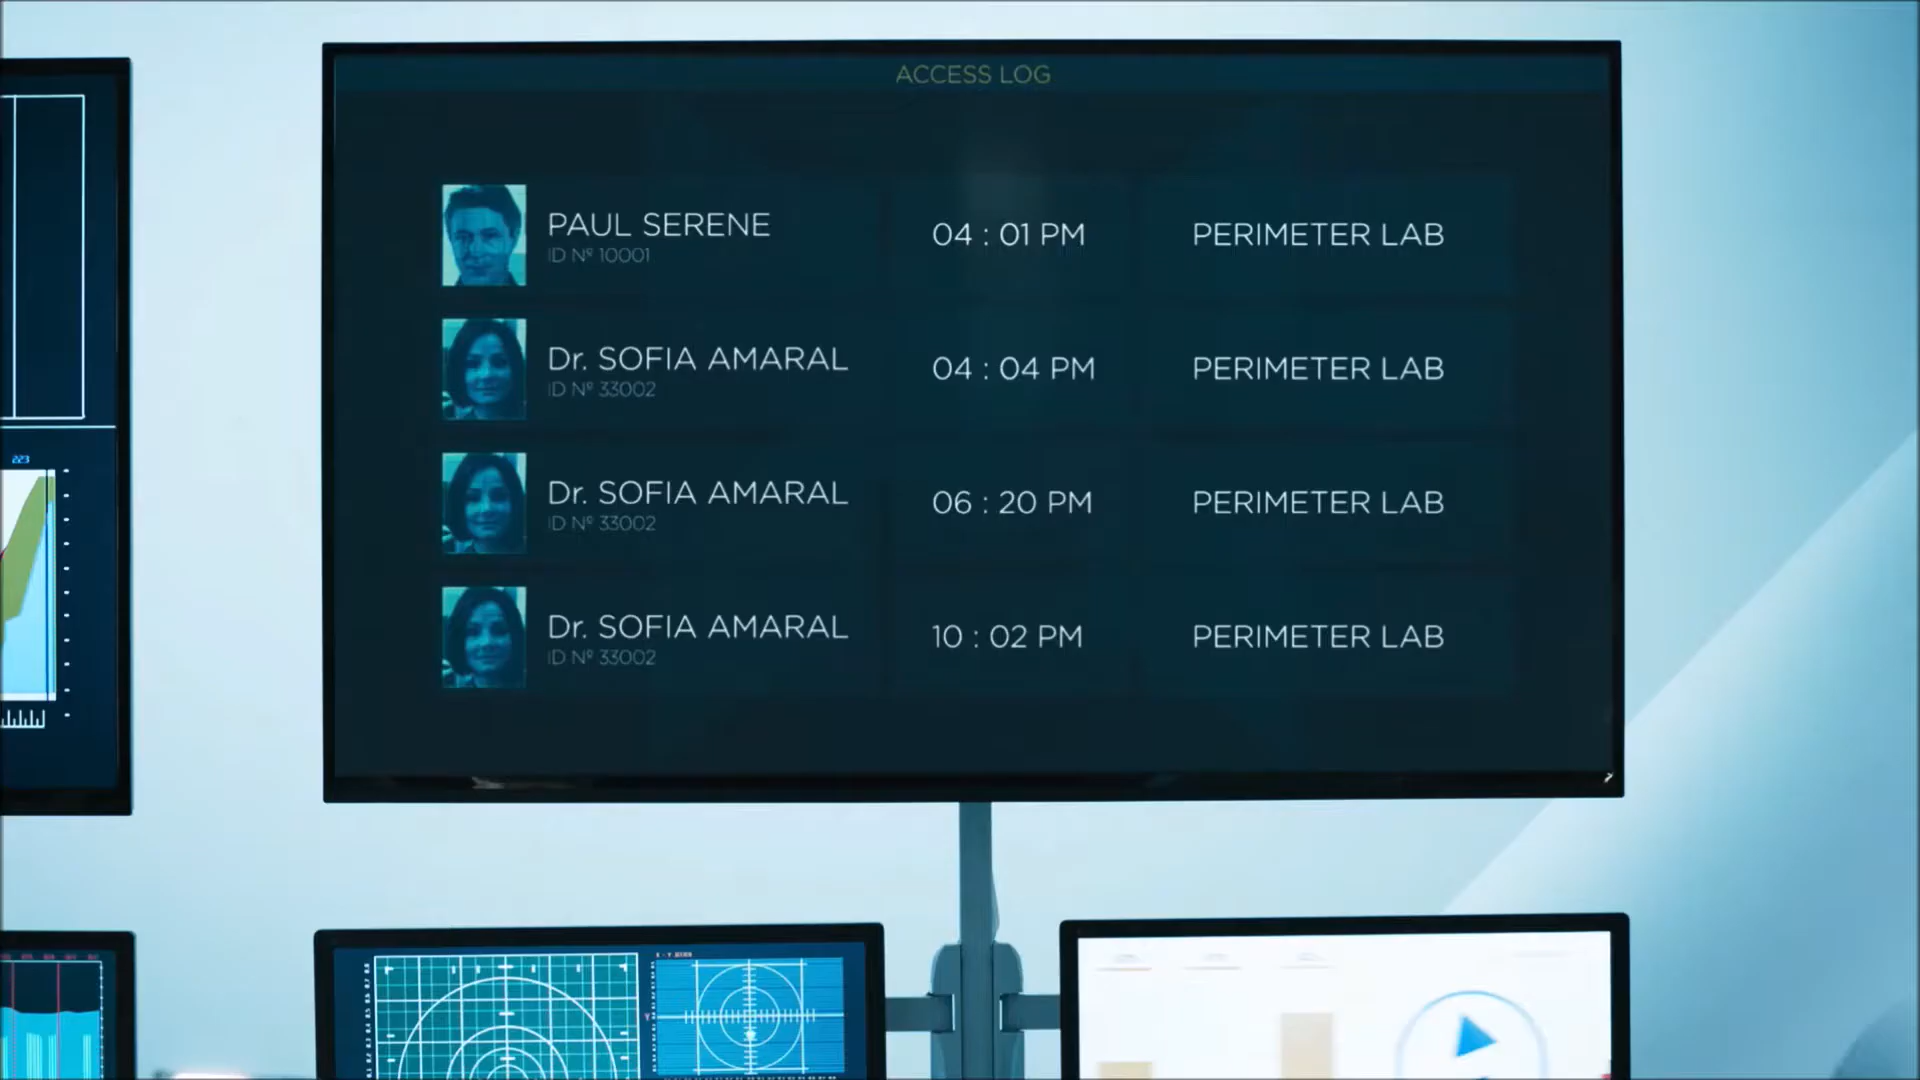 ACCESS LOG
PAUL SERENE
ID Nº 10001
04 : 01 PM
PERIMETER LAB
Dr. SOFIA AMARAL
ID Nº 33002
04 : 04 PM
PERIMETER LAB
Dr. SOFIA AMARAL
ID Nº 33002
06 : 20 PM
PERIMETER LAB
Dr. SOFIA AMARAL
ID Nº 33002
10 : 02 PM
PERIMETER LAB
223